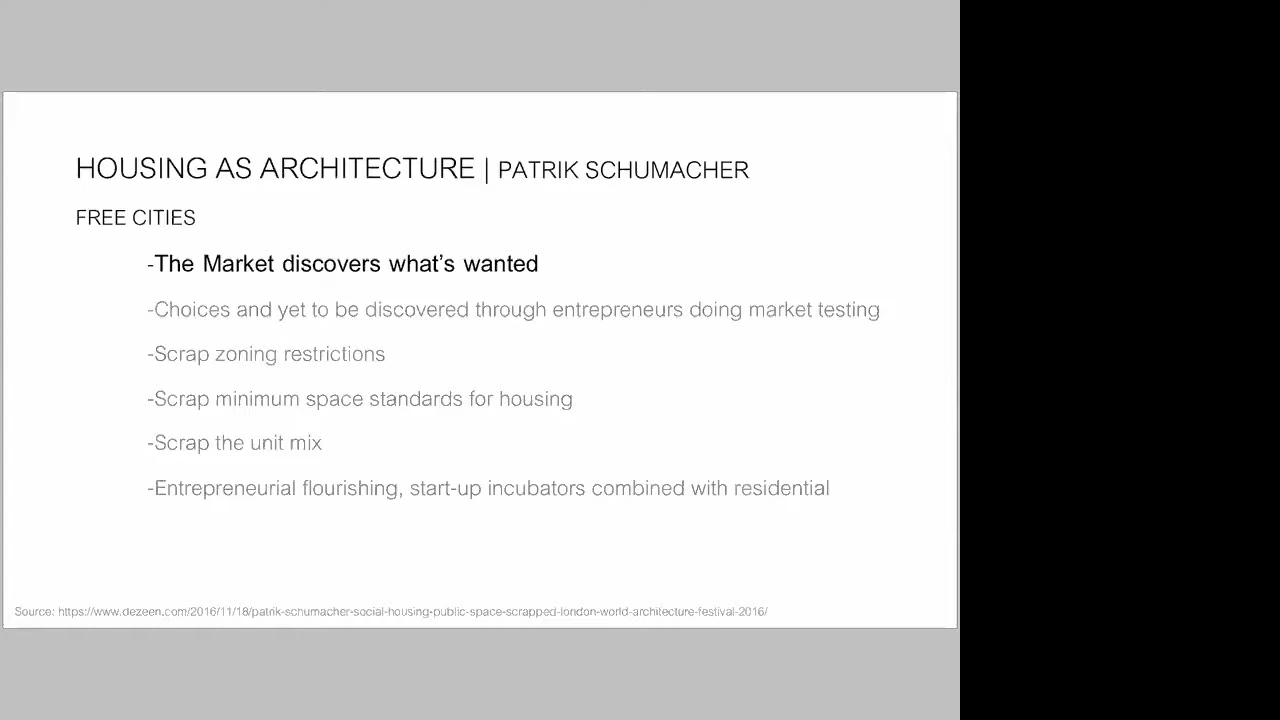 HOUSING AS ARCHITECTURE | PATRIK SCHUMACHER
FREE CITIES
-The Market discovers what's wanted
-Choices and yet to be discovered through entrepreneurs doing market testing
-Scrap zoning restrictions
-Scrap minimum space standards for housing
-Scrap the unit mix
-Entrepreneurial flourishing, start-up incubators combined with residential
Source: https://www.dezeen.com/2016/11/18/patrik-schumacher-social-housing-public-space-scrapped-london-world-architecture-festival-2016/